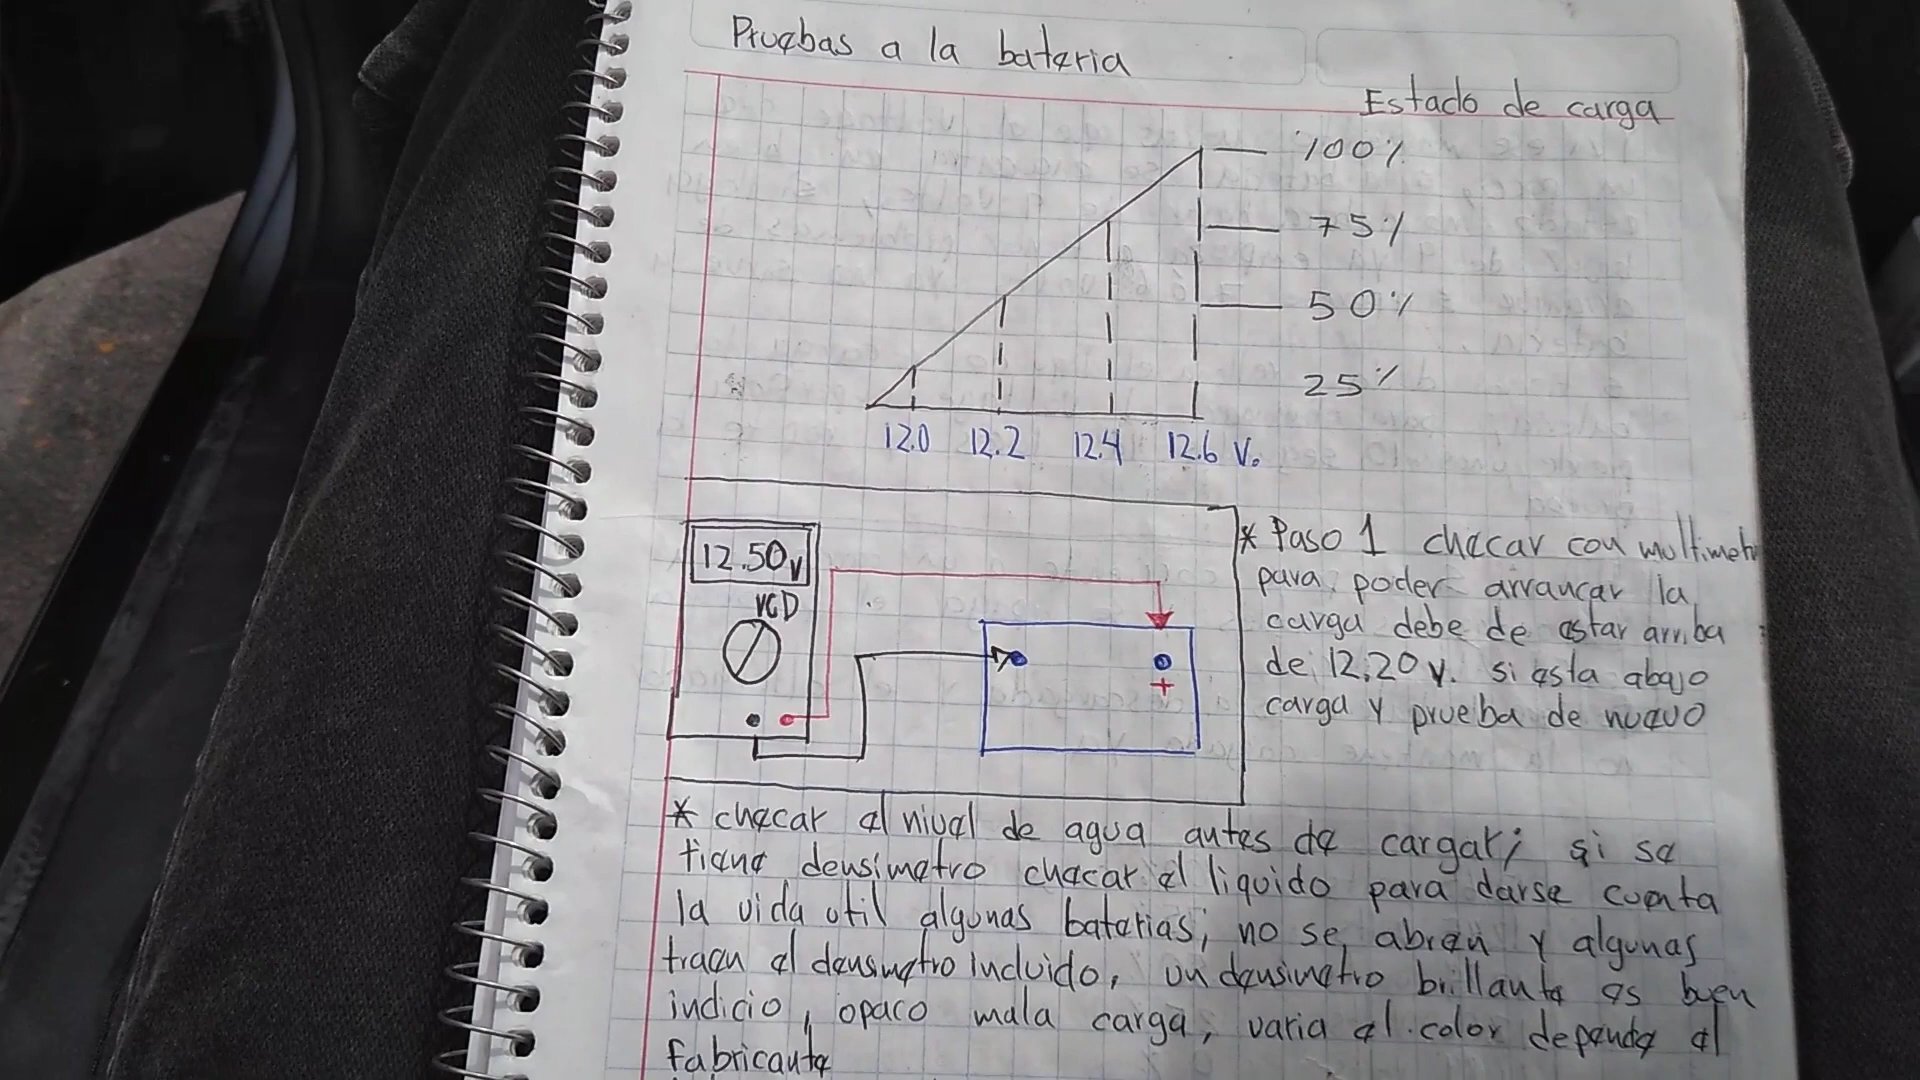 Pruebas a la bateria
Estado de carga
100%
75%
50%
25%
12.0 12.2 12.4 12.6 V.
12.50v
VCD
+
* Paso 1 checar con multimetr
para poder arrancar la
carga debe de estar arriba
de 12.20 v. si esta abajo
carga y prueba de nuevo
* checar el nivel de agua antes de cargar; si se
tiene densimetro checar el liquido para darse cuenta
la vida util algunas baterias; no se abren y algunas
traen el densimetro incluido, un densimetro brillante es buen
indicio, opaco mala carga, varia el color depende el
fabricante